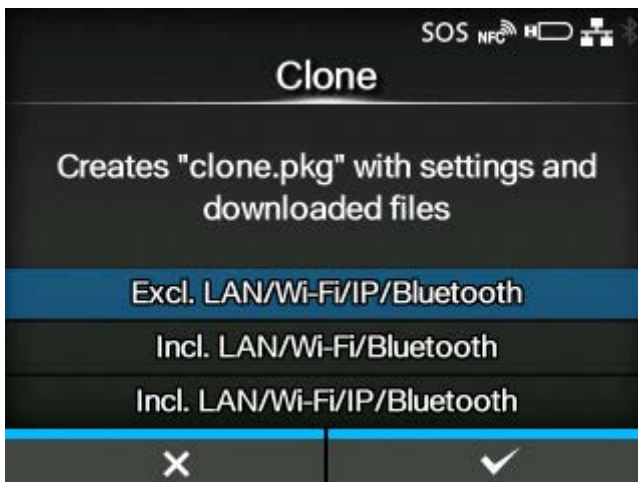 SOS NFC
Clone
Creates "clone.pkg" with settings and
downloaded files
Excl. LAN/Wi-Fi/IP/Bluetooth
Incl. LAN/Wi-Fi/Bluetooth
Incl. LAN/Wi-Fi/IP/Bluetooth